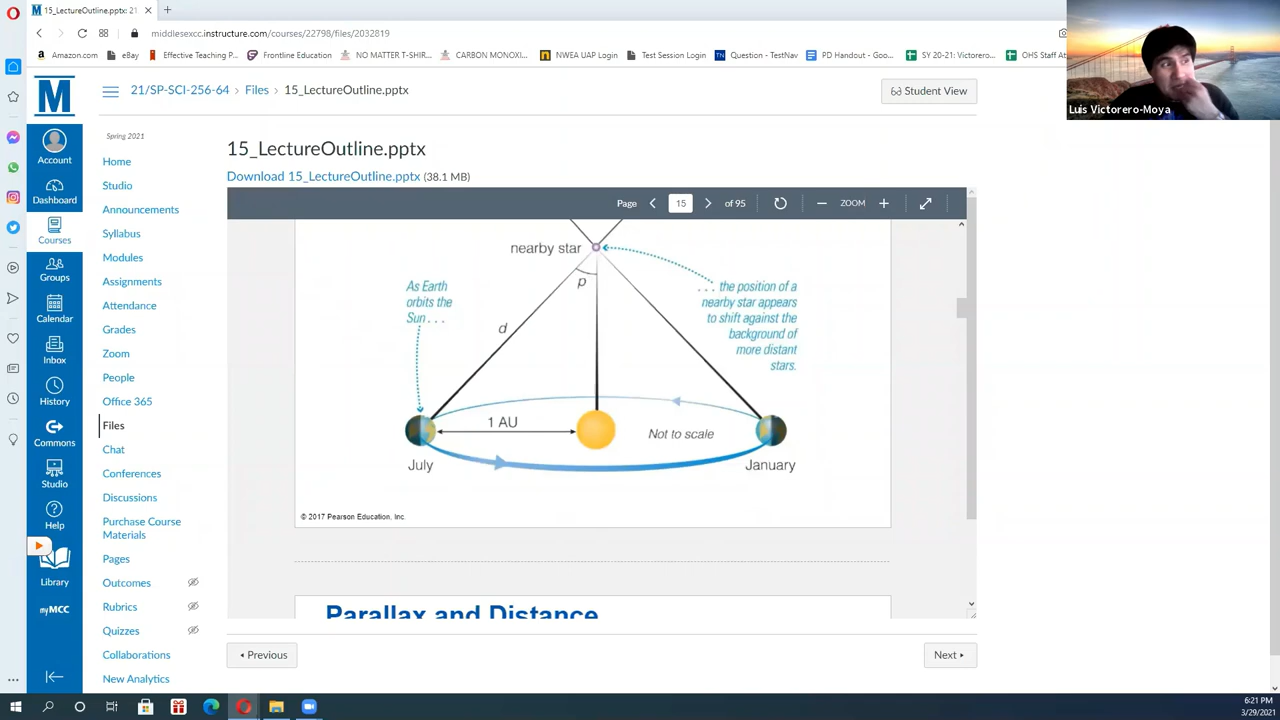 15_LectureOutline.pptx: 21
middlesexcc.instructure.com/courses/22798/files/2032819
Amazon.com
eBay
Effective Teaching P...
Frontline Education
NO MATTER T-SHIR...
CARBON MONOXI...
NWEA UAP Login
Test Session Login
Question - TestNav
PD Handout - Goo...
SY 20-21: Victorero...
OHS Staff At
Luis Victorero-Moya
M
Account
Dashboard
Courses
Groups
Calendar
Inbox
History
Commons
Studio
Help
Library
myMCC
21/SP-SCI-256-64
Files
15_LectureOutline.pptx
Student View
Spring 2021
Home
Studio
Announcements
Syllabus
Modules
Assignments
Attendance
Grades
Zoom
People
Office 365
Files
Chat
Conferences
Discussions
Purchase Course
Materials
Pages
Outcomes
Rubrics
Quizzes
Collaborations
New Analytics
15_LectureOutline.pptx
Download 15_LectureOutline.pptx (38.1 MB)
Page 15 of 95 ZOOM
nearby star
p
As Earth
orbits the
Sun . . .
d
. . . the position of a
nearby star appears
to shift against the
background of
more distant
stars.
1 AU
Not to scale
July
January
© 2017 Pearson Education, Inc.
Parallax and Distance
Previous
Next
6:21 PM
3/29/2021